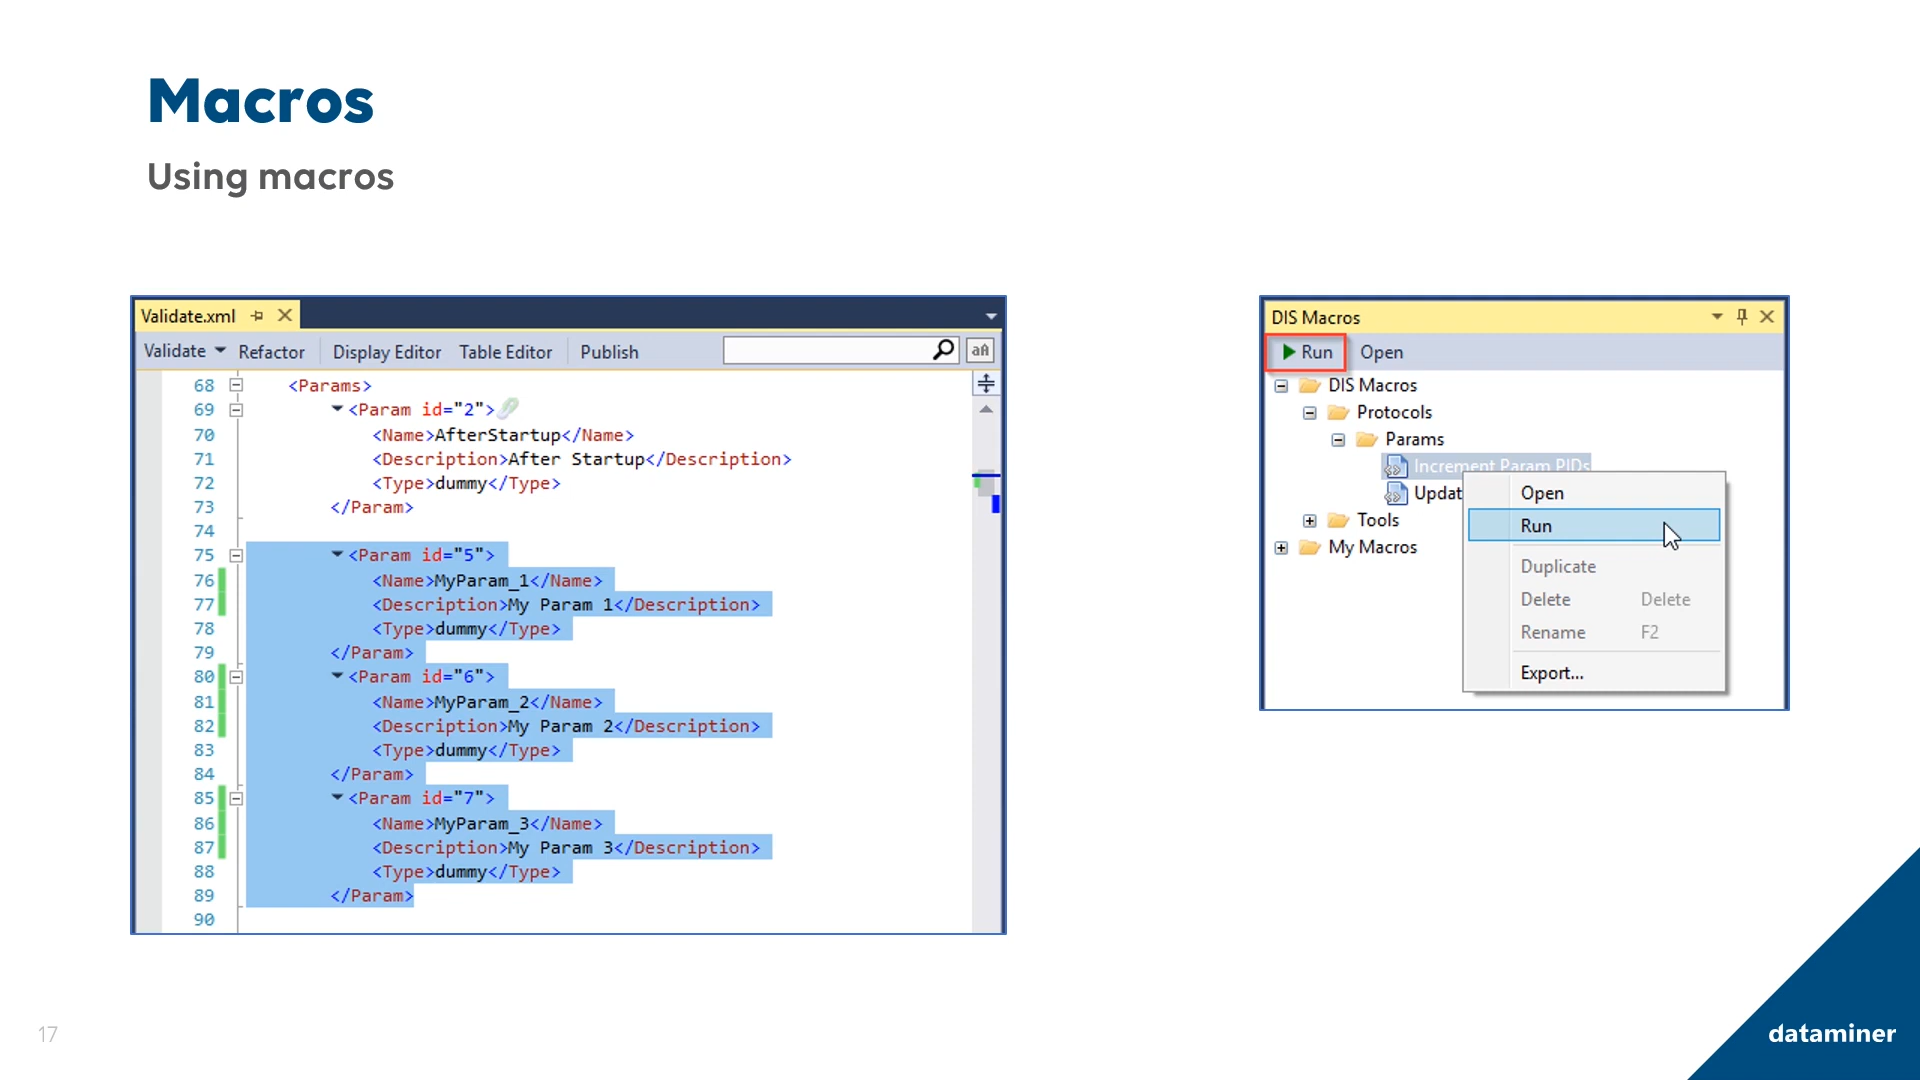 Macros
Using macros
Validate.xml
Validate Refactor Display Editor Table Editor Publish
68 <Params>
69 <Param id="2">
70 <Name>AfterStartup</Name>
71 <Description>After Startup</Description>
72 <Type>dummy</Type>
73 </Param>
74
75 <Param id="5">
76 <Name>MyParam_1</Name>
77 <Description>My Param 1</Description>
78 <Type>dummy</Type>
79 </Param>
80 <Param id="6">
81 <Name>MyParam_2</Name>
82 <Description>My Param 2</Description>
83 <Type>dummy</Type>
84 </Param>
85 <Param id="7">
86 <Name>MyParam_3</Name>
87 <Description>My Param 3</Description>
88 <Type>dummy</Type>
89 </Param>
90
DIS Macros
Run Open
DIS Macros
Protocols
Params
Increment Param PIDs
Updat
Tools
My Macros
Open
Run
Duplicate
Delete Delete
Rename F2
Export...
17
dataminer